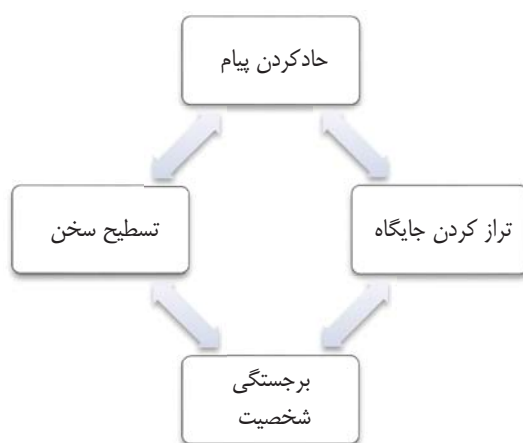 حادکردن پیام
تراز کردن جایگاه
تسطیح سخن
برجستگی
شخصیت